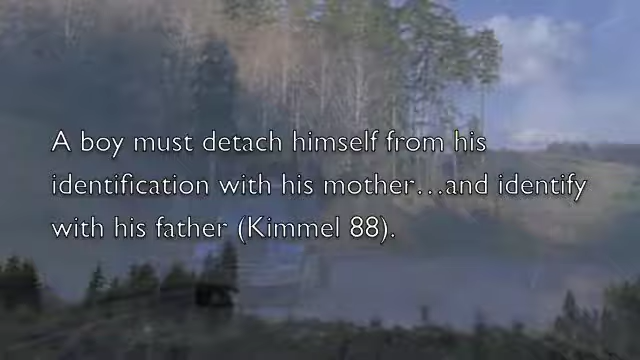 A boy must detach himself from his
identification with his mother…and identify
with his father (Kimmel 88).